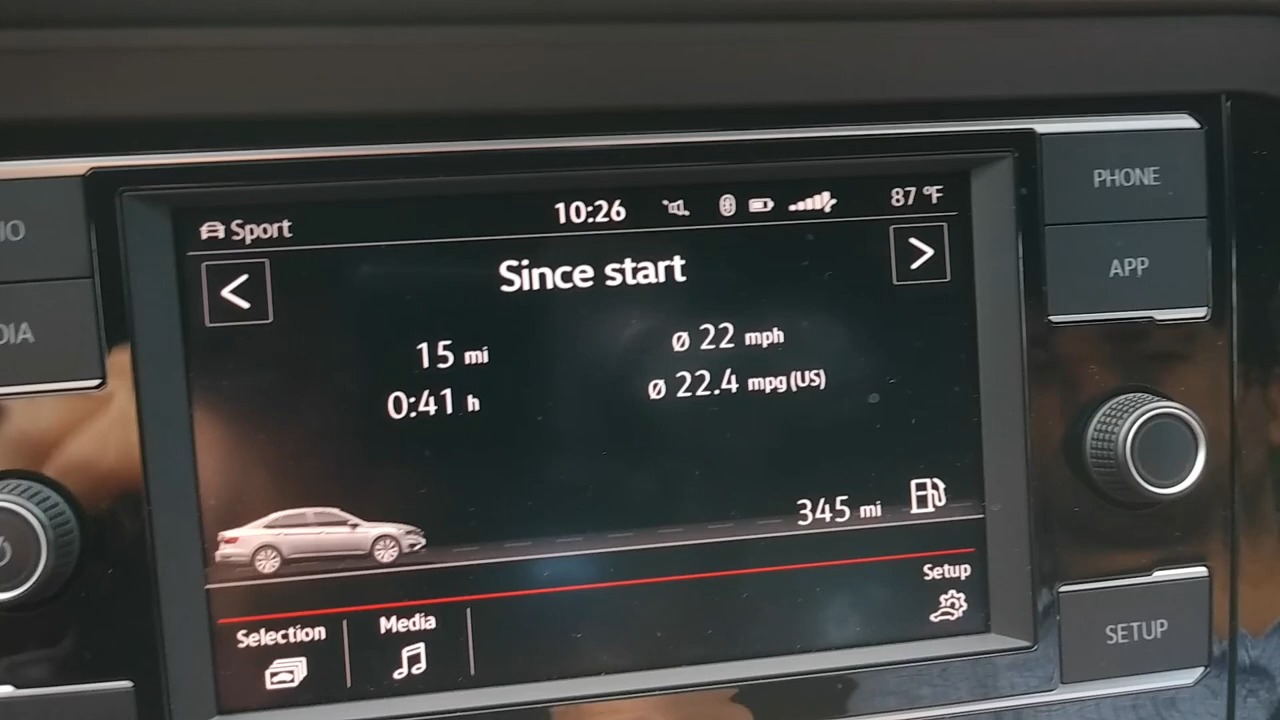 Sport 10:26 87 °F
Since start
15 mi
0:41 h
ø 22 mph
ø 22.4 mpg (US)
345 mi
Setup
Selection
Media
PHONE
APP
SETUP